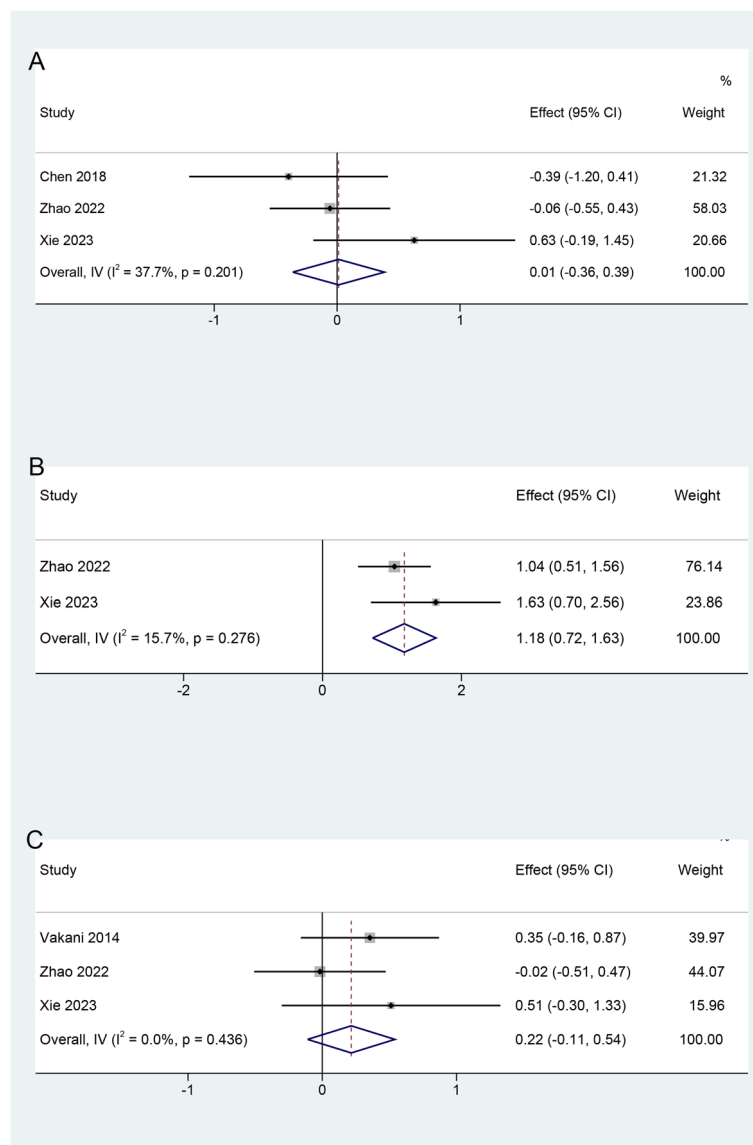 A
%
Study Effect (95% CI) Weight
Chen 2018 -0.39 (-1.20, 0.41) 21.32
Zhao 2022 -0.06 (-0.55, 0.43) 58.03
Xie 2023 0.63 (-0.19, 1.45) 20.66
Overall, IV (I² = 37.7%, p = 0.201) 0.01 (-0.36, 0.39) 100.00
-1 0 1
B
Study Effect (95% CI) Weight
Zhao 2022 1.04 (0.51, 1.56) 76.14
Xie 2023 1.63 (0.70, 2.56) 23.86
Overall, IV (I² = 15.7%, p = 0.276) 1.18 (0.72, 1.63) 100.00
-2 0 2
C
Study Effect (95% CI) Weight
Vakani 2014 0.35 (-0.16, 0.87) 39.97
Zhao 2022 -0.02 (-0.51, 0.47) 44.07
Xie 2023 0.51 (-0.30, 1.33) 15.96
Overall, IV (I² = 0.0%, p = 0.436) 0.22 (-0.11, 0.54) 100.00
-1 0 1